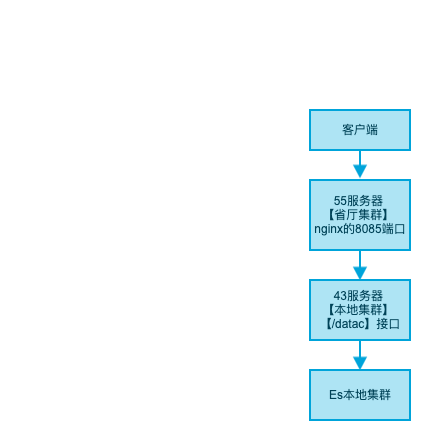 客户端
55服务器
【省厅集群】
nginx的8085端口
43服务器
【本地集群】
【/datac】接口
Es本地集群